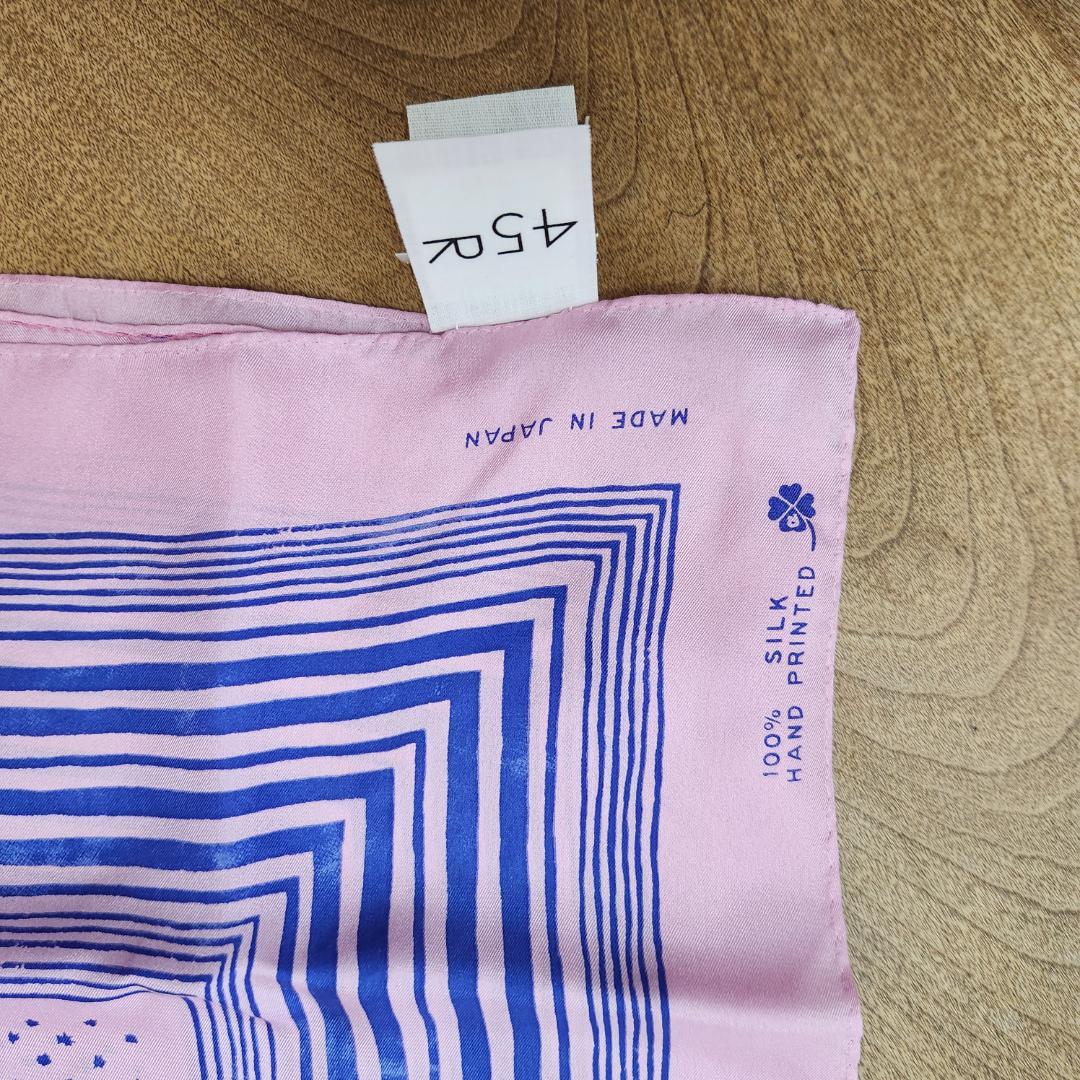 45R
MADE IN JAPAN
100% SILK
HAND PRINTED